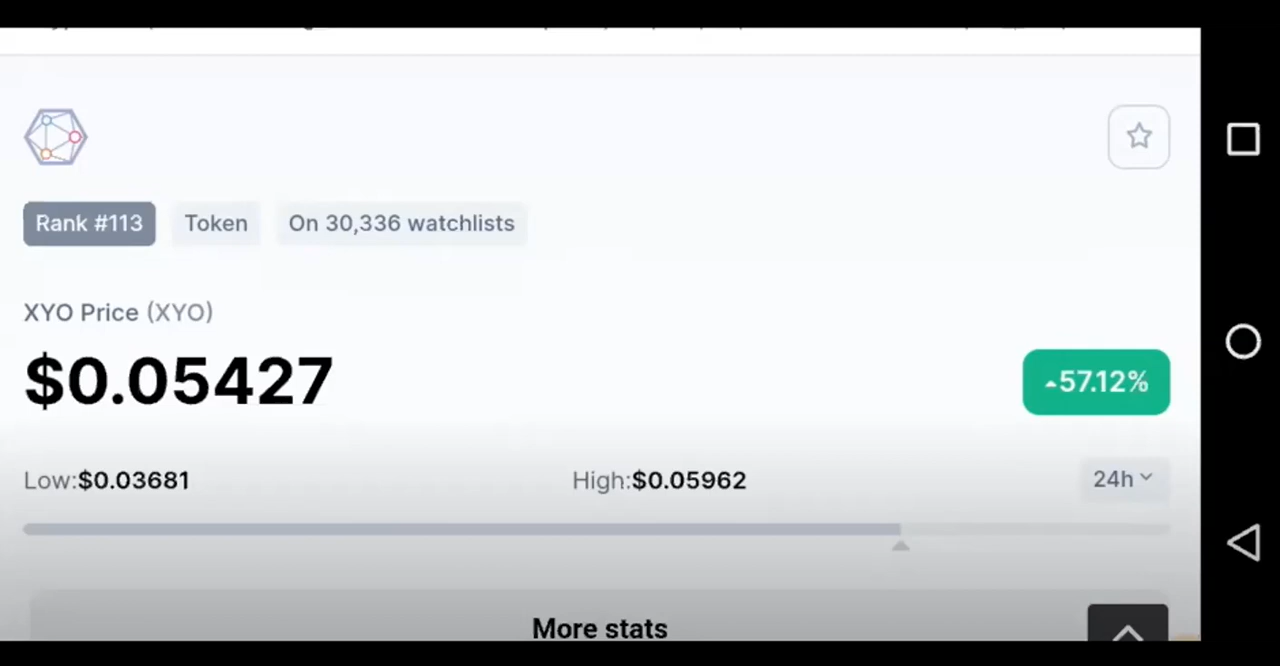 Rank #113 Token On 30,336 watchlists
XYO Price (XYO)
$0.05427 57.12%
Low:$0.03681 High:$0.05962 24h
More stats